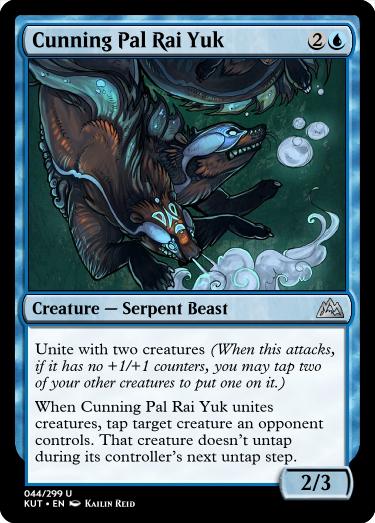 Cunning Pal Rai Yuk 2
Creature — Serpent Beast
Unite with two creatures (When this attacks,
if it has no +1/+1 counters, you may tap two
of your other creatures to put one on it.)
When Cunning Pal Rai Yuk unites
creatures, tap target creature an opponent
controls. That creature doesn't untap
during its controller's next untap step.
2/3
044/299 U
KUT • EN Kailin Reid